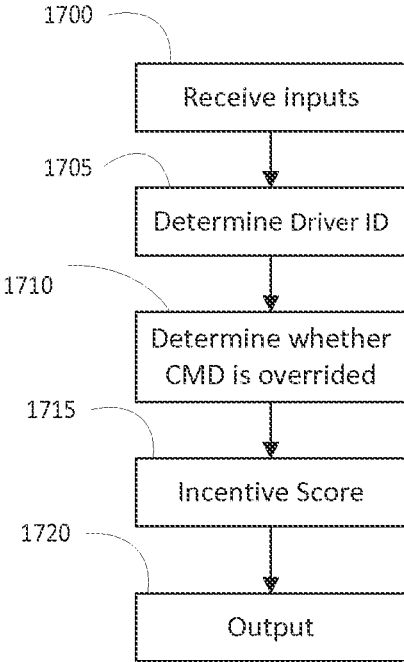 1700
Receive inputs
1705
Determine Driver ID
1710
Determine whether
CMD is overrided
1715
Incentive Score
1720
Output